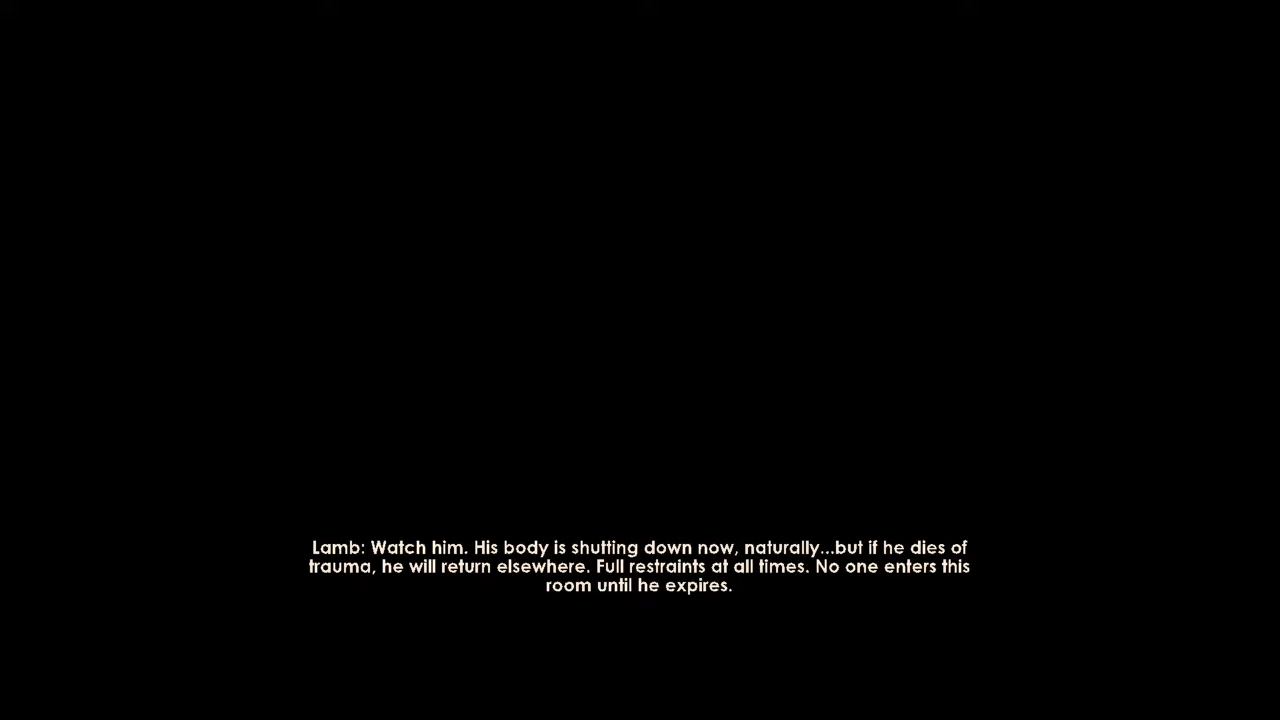 Lamb: Watch him. His body is shutting down now, naturally...but if he dies of
trauma, he will return elsewhere. Full restraints at all times. No one enters this
room until he expires.